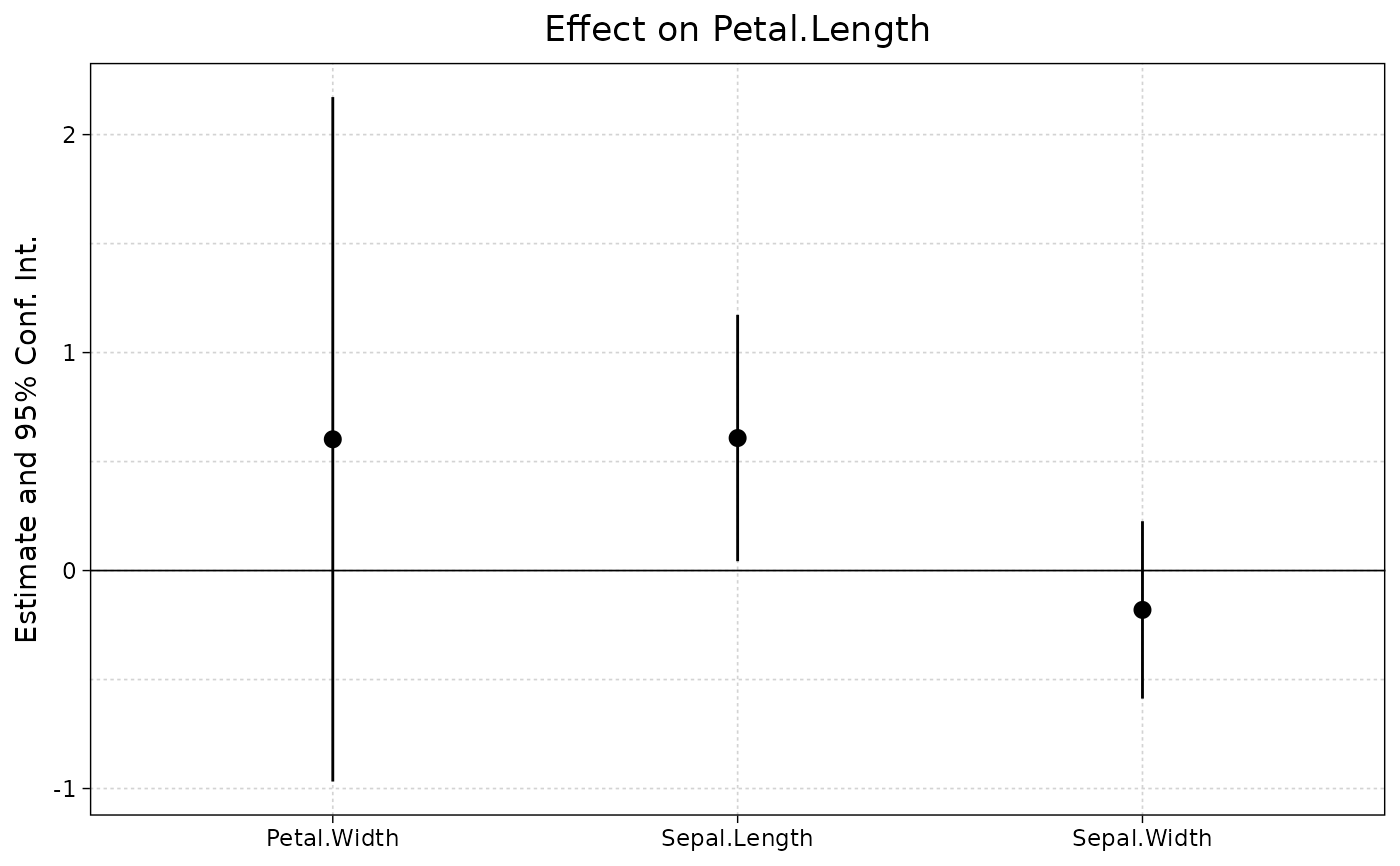 Effect on Petal.Length
Estimate and 95% Conf. Int.
2
1
0
-1
Petal.Width
Sepal.Length
Sepal.Width